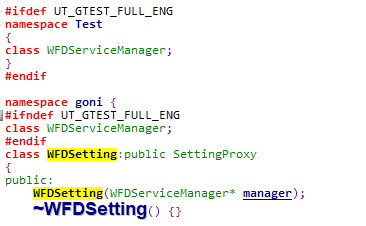 #ifdef UT_GTEST_FULL_ENG
namespace Test
{
class WFDServiceManager;
}
#endif
namespace goni {
#ifndef UT_GTEST_FULL_ENG
class WFDServiceManager;
#endif
class WFDSetting:public SettingProxy
{
public:
WFDSetting(WFDServiceManager* manager);
~WFDSetting() {}